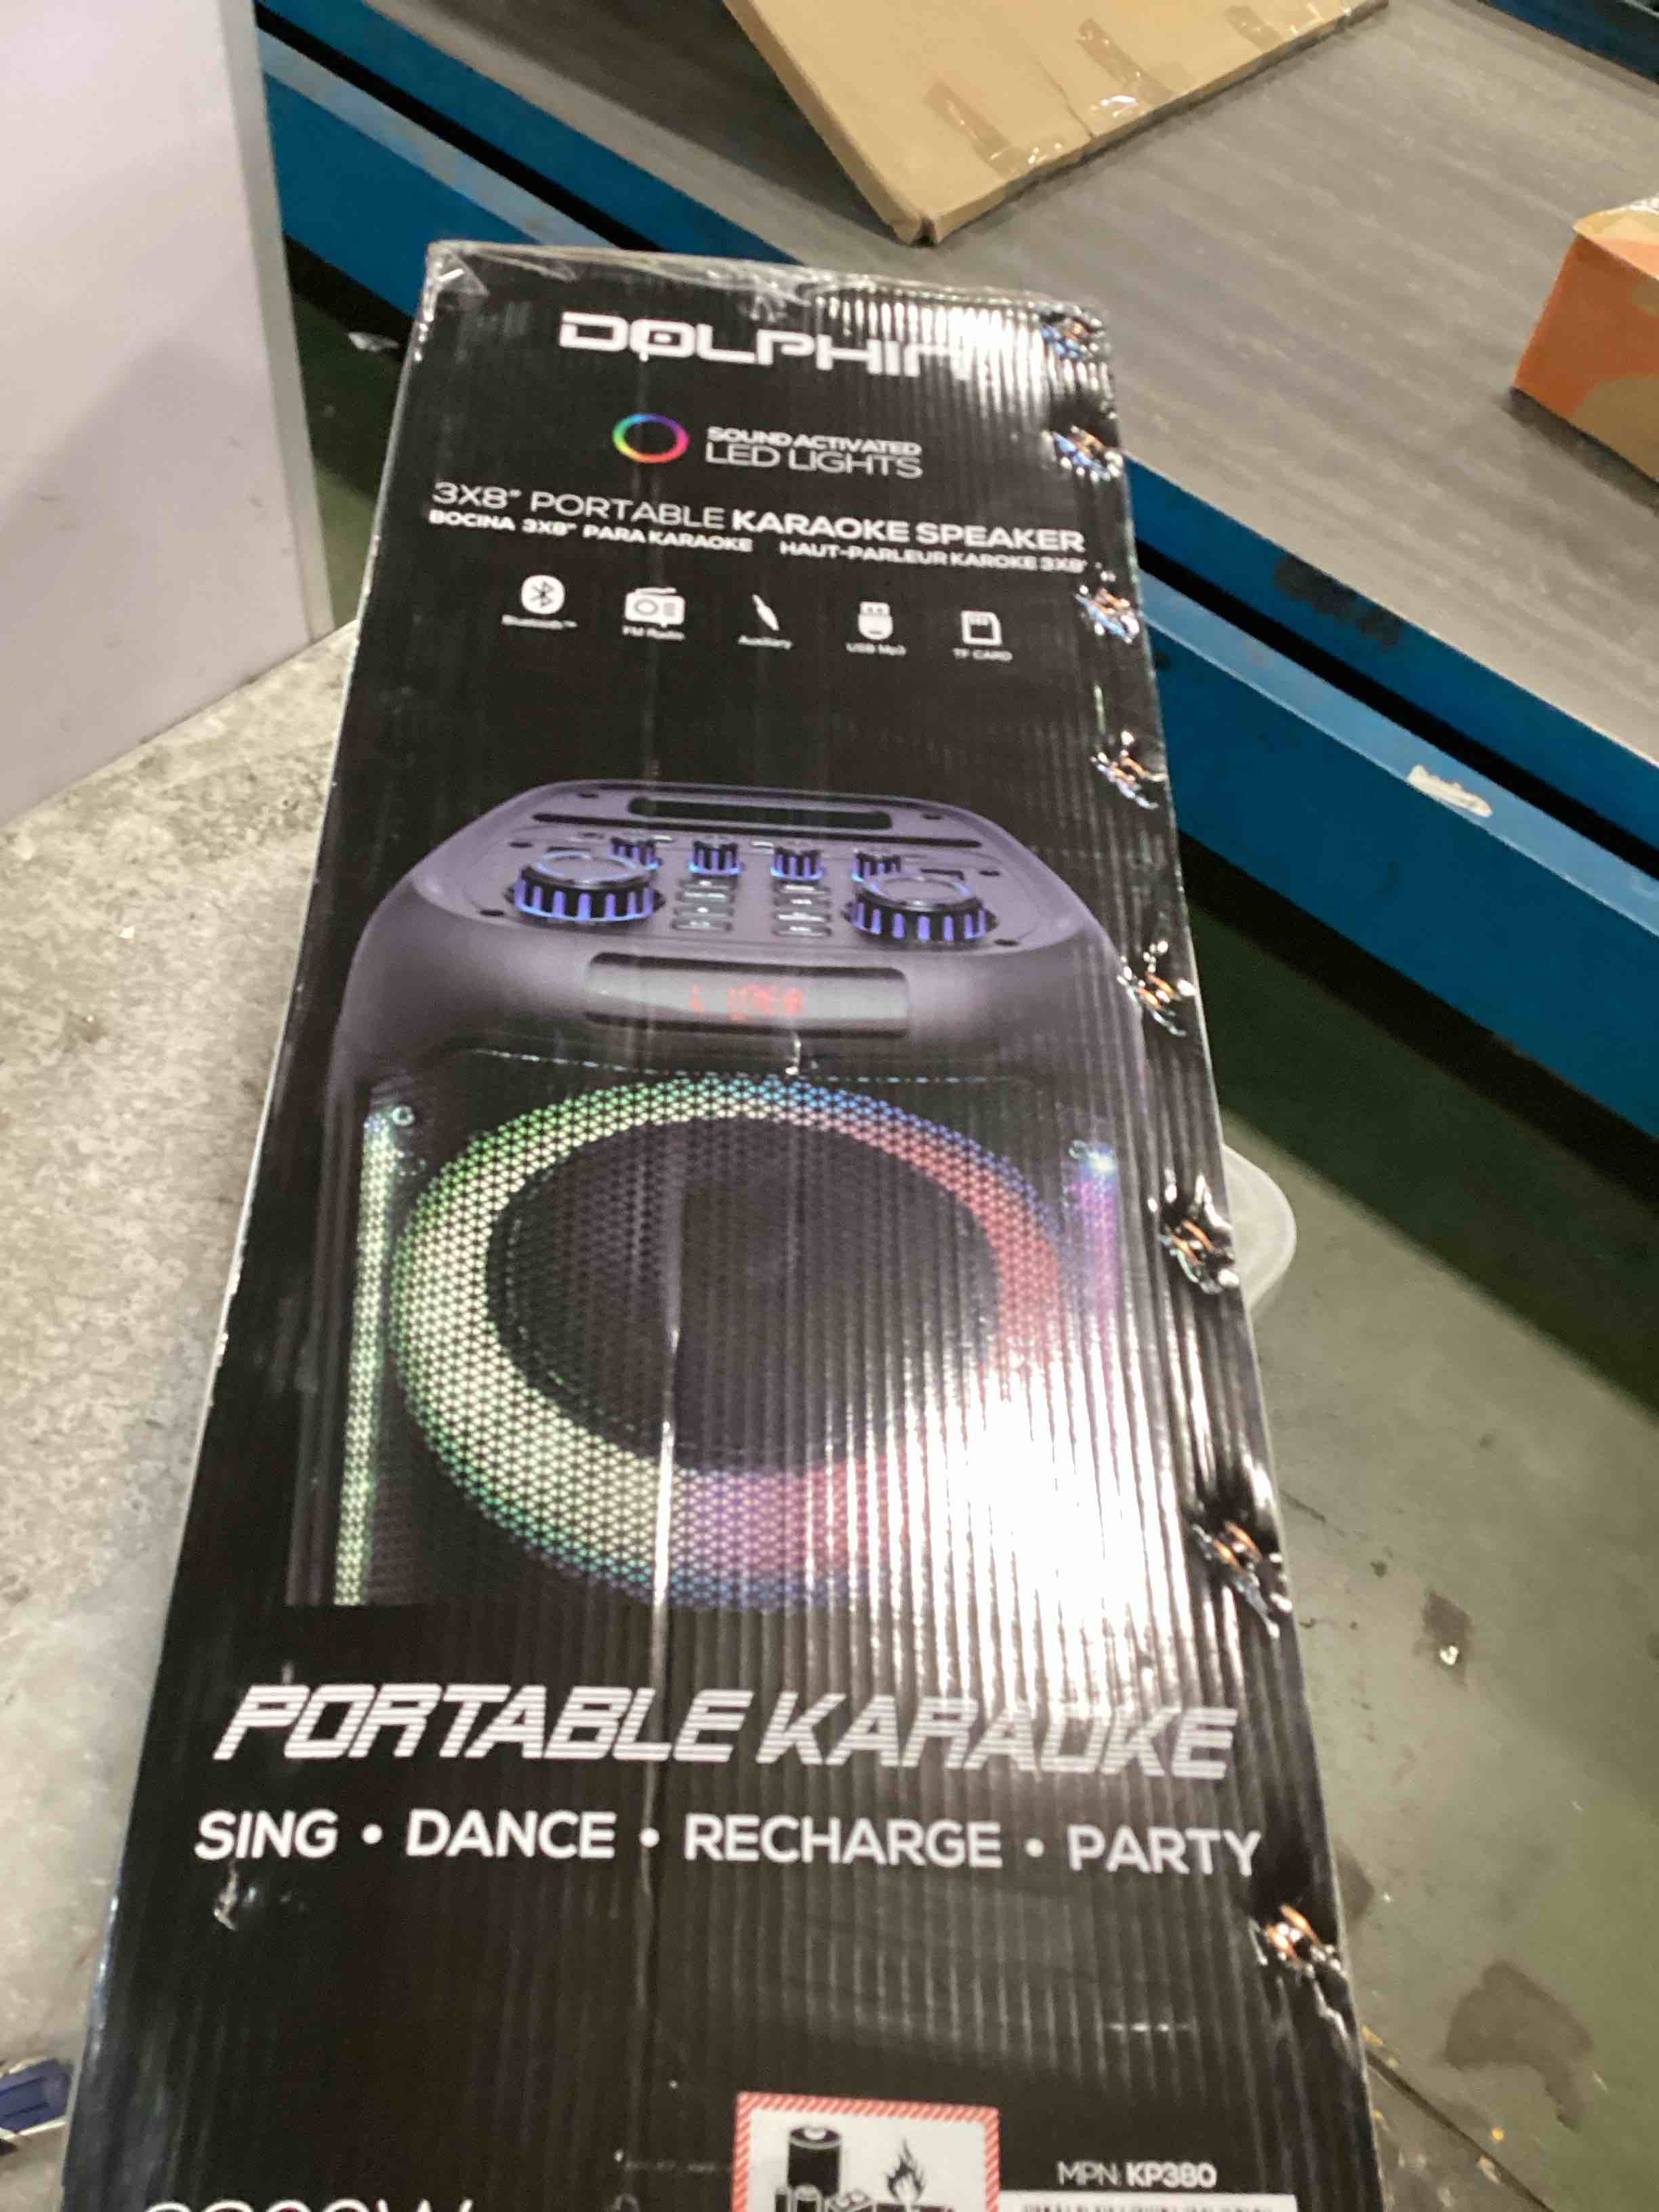 DOLPHIN
SOUND ACTIVATED
LED LIGHTS
3X8" PORTABLE KARAOKE SPEAKER
BOCINA 3X8" PARA KARAOKE HAUT-PARLEUR KAROKE 3X8"
Bluetooth™ FM Radio Auxiliary USB Mp3 TF CARD
PORTABLE KARAOKE
SING • DANCE • RECHARGE • PARTY
MPN: KP380